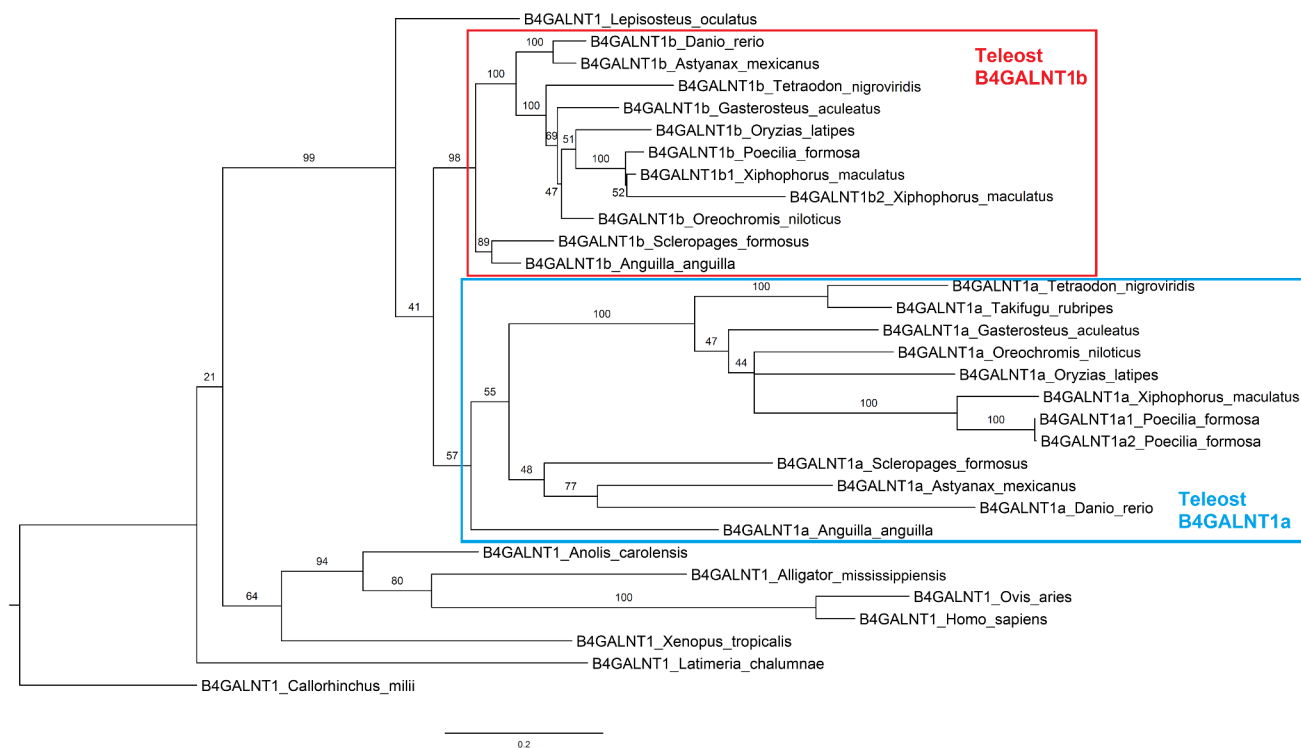 B4GALNT1_Lepisosteus_oculatus
100
B4GALNT1b_Danio_rerio
Teleost
B4GALNT1b
B4GALNT1b_Astyanax_mexicanus
100
B4GALNT1b_Tetraodon_nigroviridis
100
B4GALNT1b_Gasterosteus_aculeatus
69
51
B4GALNT1b_Oryzias_latipes
B4GALNT1b_Poecilia_formosa
99
98
100
B4GALNT1b1_Xiphophorus_maculatus
47
52
B4GALNT1b2_Xiphophorus_maculatus
B4GALNT1b_Oreochromis_niloticus
89
B4GALNT1b_Scleropages_formosus
B4GALNT1b_Anguilla_anguilla
100
B4GALNT1a_Tetraodon_nigroviridis
41
100
B4GALNT1a_Takifugu_rubripes
B4GALNT1a_Gasterosteus_aculeatus
47
B4GALNT1a_Oreochromis_niloticus
44
B4GALNT1a_Oryzias_latipes
21
55
B4GALNT1a_Xiphophorus_maculatus
100
B4GALNT1a1_Poecilia_formosa
100
B4GALNT1a2_Poecilia_formosa
57
48
B4GALNT1a_Scleropages_formosus
77
B4GALNT1a_Astyanax_mexicanus
Teleost
B4GALNT1a
B4GALNT1a_Danio_rerio
B4GALNT1a_Anguilla_anguilla
B4GALNT1_Anolis_carolensis
94
B4GALNT1_Alligator_mississippiensis
80
64
100
B4GALNT1_Ovis_aries
B4GALNT1_Homo_sapiens
B4GALNT1_Xenopus_tropicalis
B4GALNT1_Latimeria_chalumnae
B4GALNT1_Callorhinchus_milii
0.2